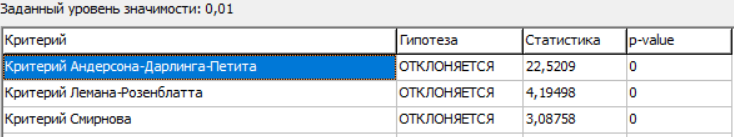 Заданный уровень значимости: 0,01
Критерий Гипотеза Статистика p-value
Критерий Андерсона-Дарлинга-Петита ОТКЛОНЯЕТСЯ 22,5209 0
Критерий Лемана-Розенблатта ОТКЛОНЯЕТСЯ 4,19498 0
Критерий Смирнова ОТКЛОНЯЕТСЯ 3,08758 0